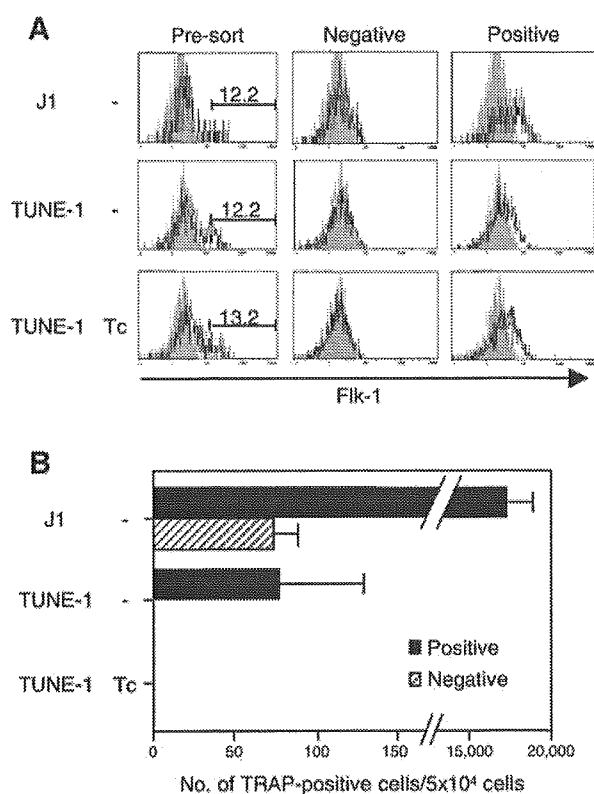 A
Pre-sort Negative Positive
J1 - 12.2
TUNE-1 - 12.2
TUNE-1 Tc 13.2
Flk-1
B
J1 -
TUNE-1 -
TUNE-1 Tc
Positive
Negative
0 50 100 150 15,000 20,000
No. of TRAP-positive cells/5x10⁴ cells